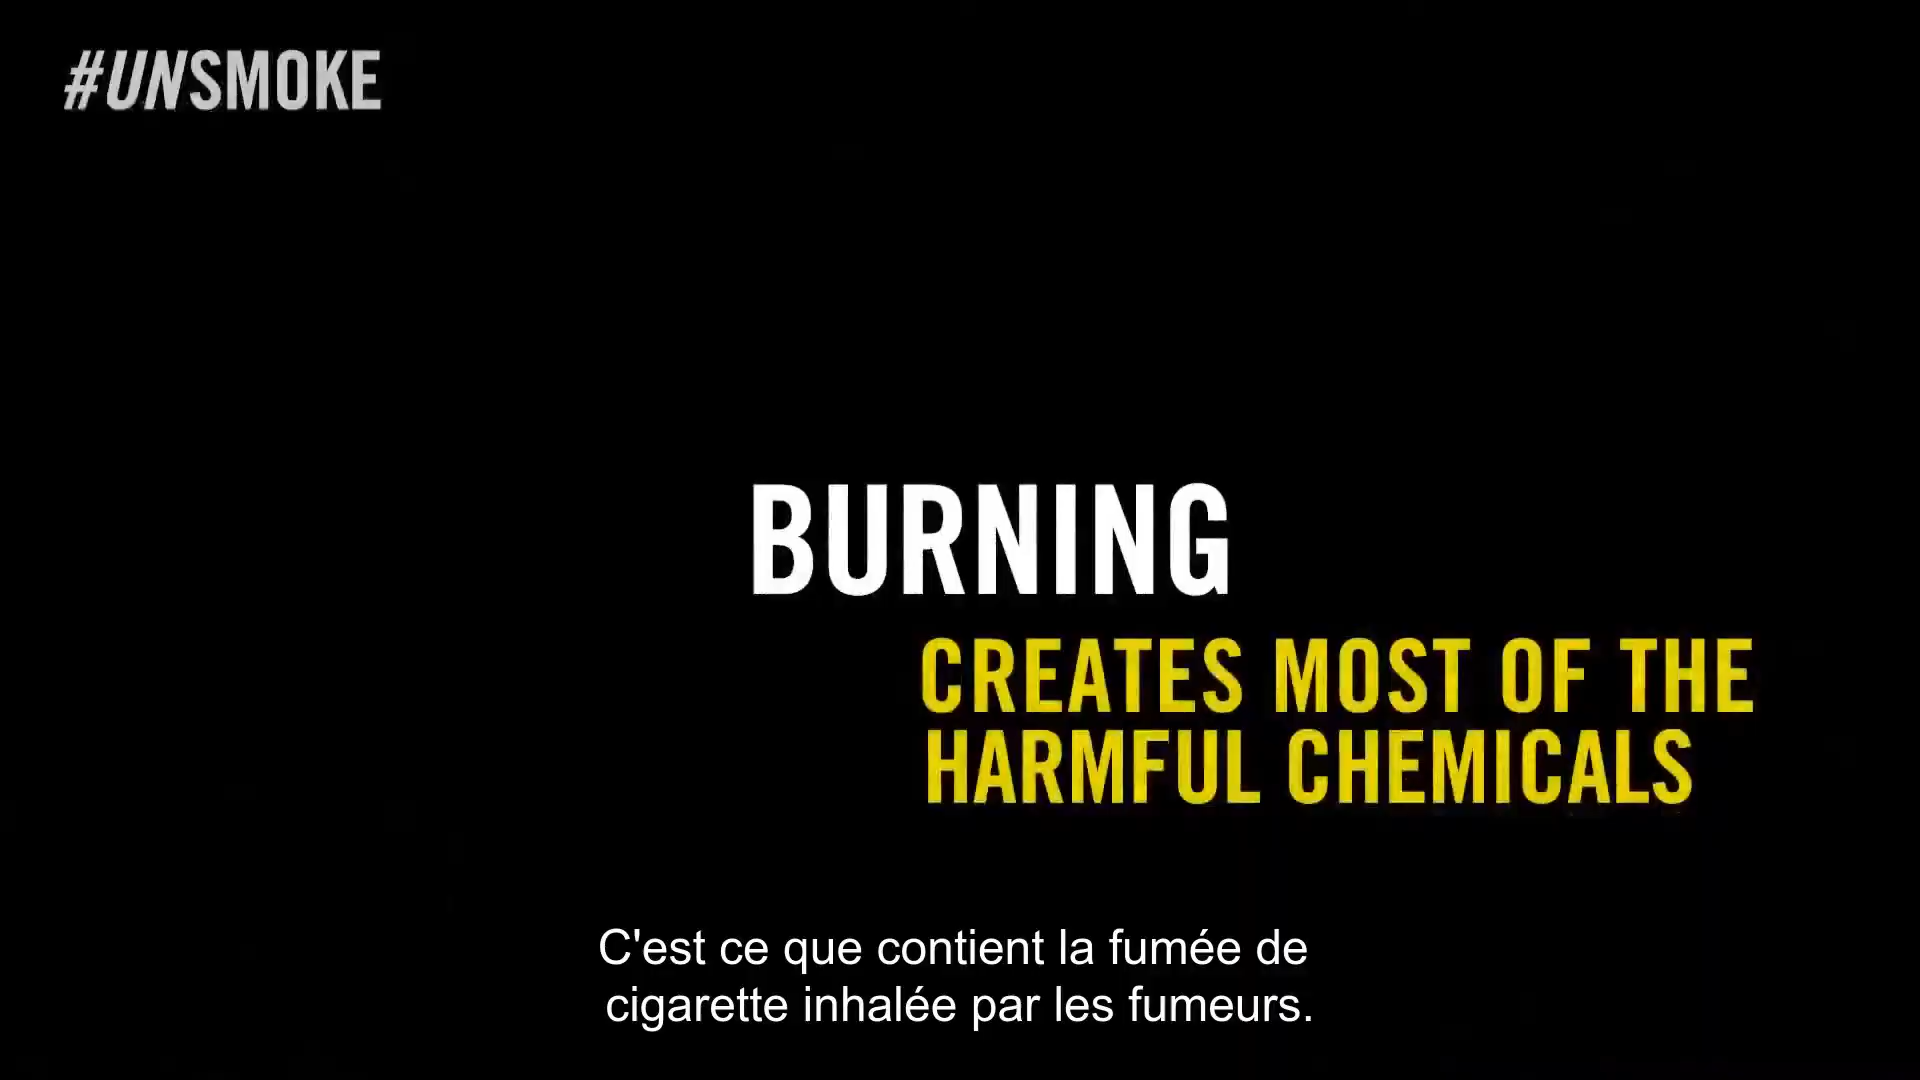 #UNSMOKE
BURNING
CREATES MOST OF THE
HARMFUL CHEMICALS
C'est ce que contient la fumée de
cigarette inhalée par les fumeurs.